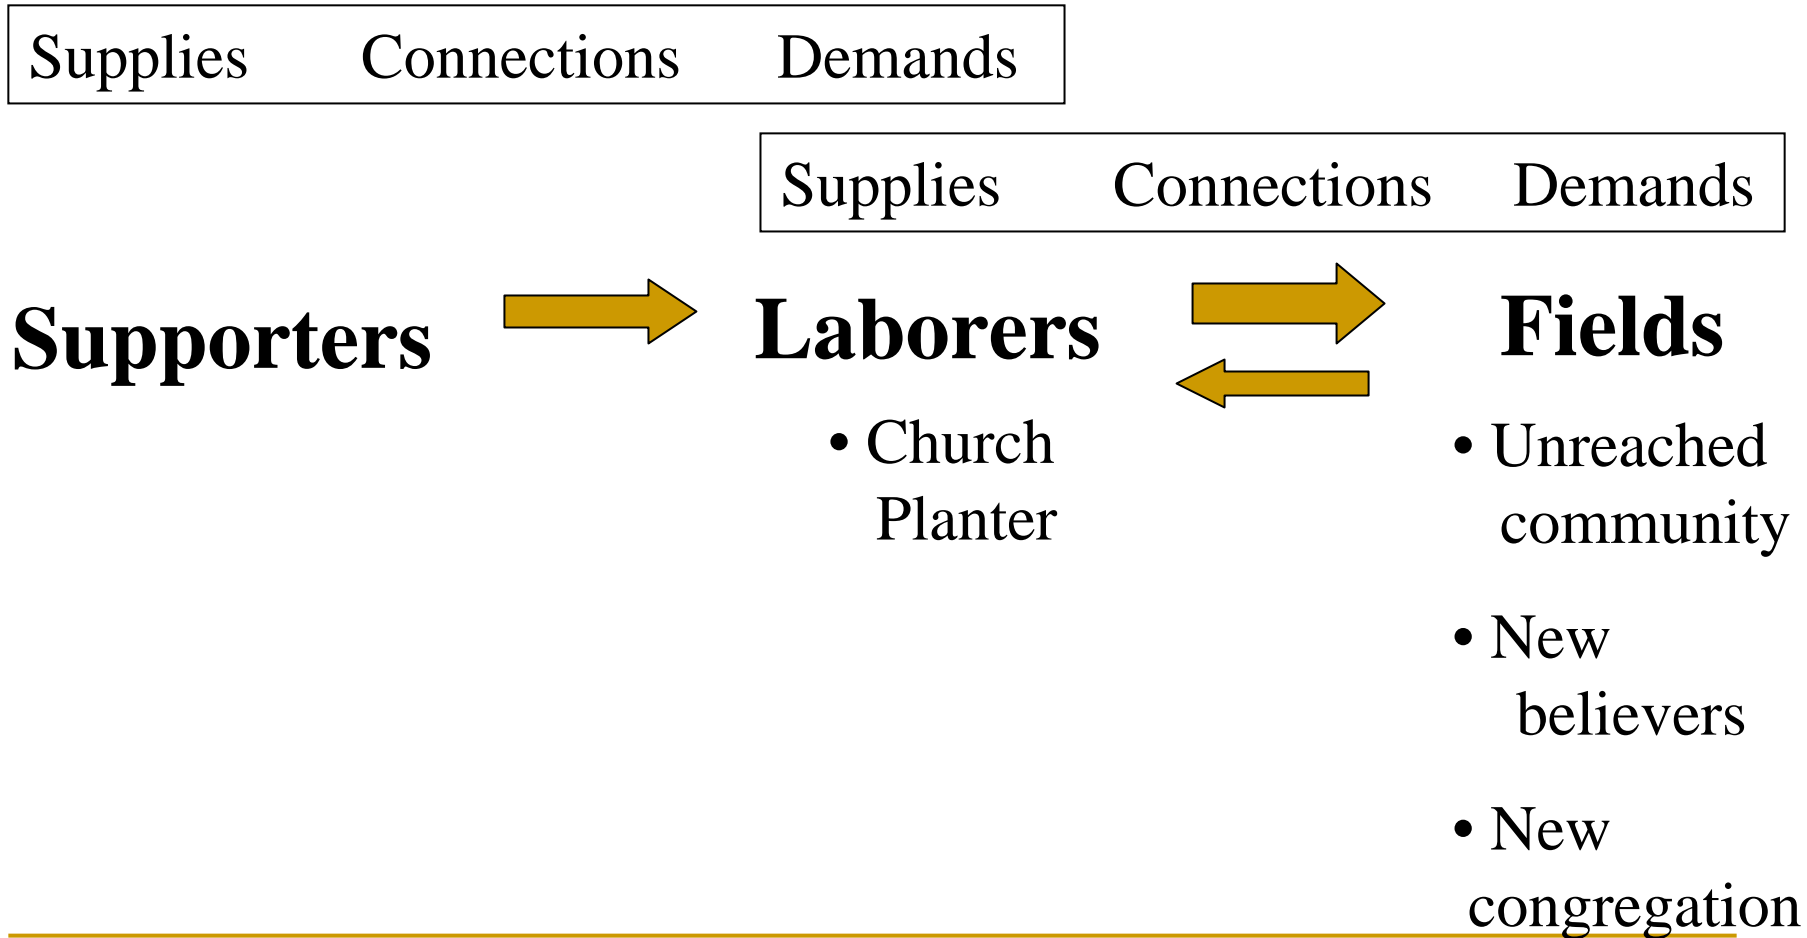 Supplies Connections Demands
Supplies Connections Demands
Supporters Laborers Fields
• Church
Planter
• Unreached
community
• New
believers
• New
congregation